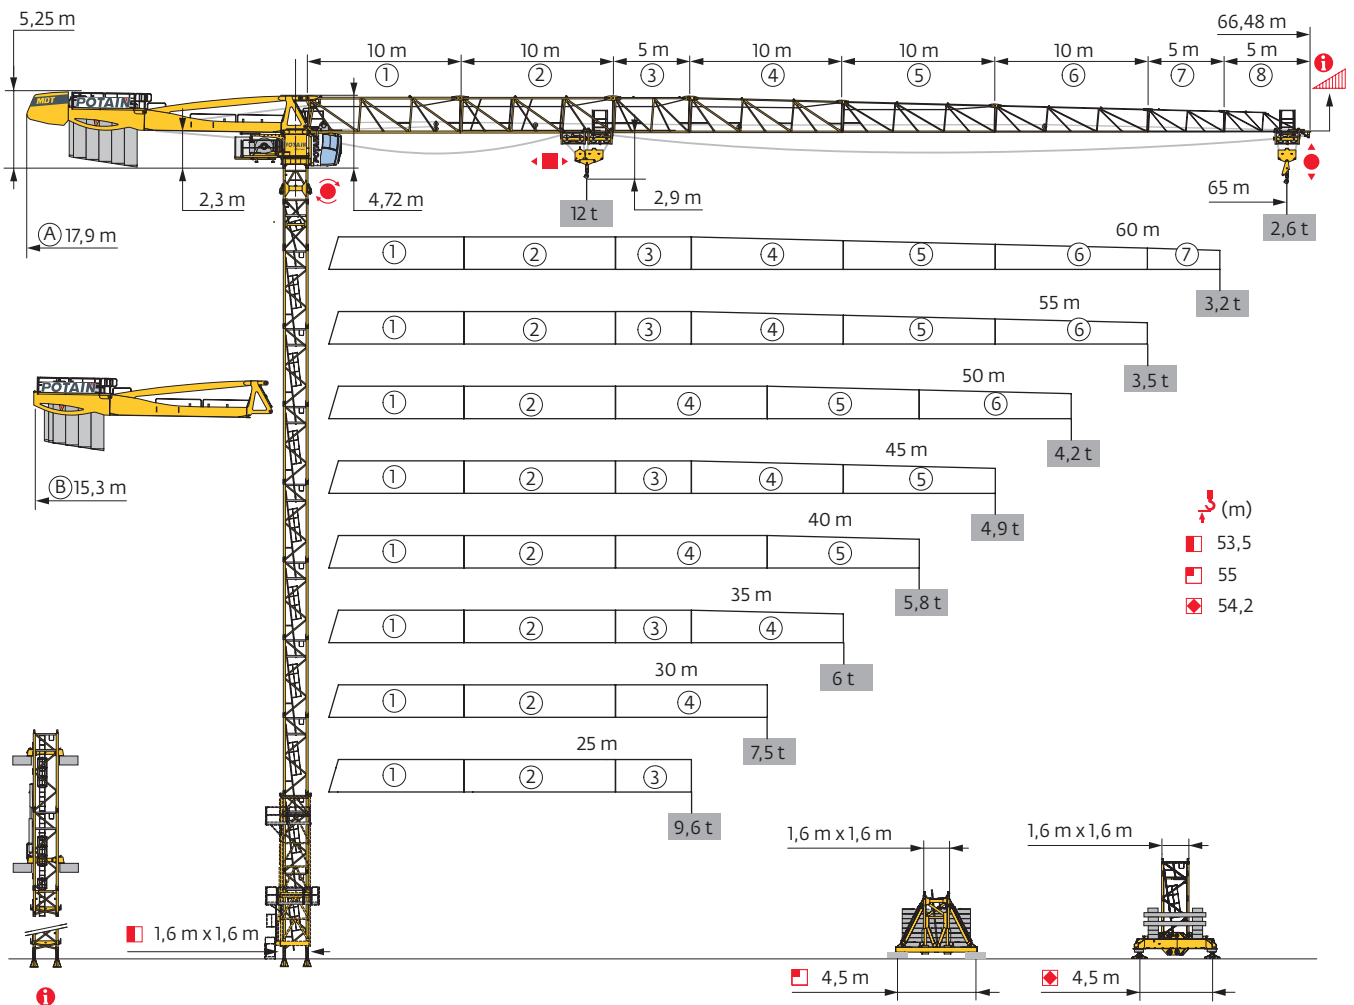 5,25 m
66,48 m
10 m
10 m
5 m
10 m
10 m
10 m
5 m
5 m
1
2
3
4
5
6
7
8
i
MDT
POTAIN
POTAIN
2,3 m
4,72 m
2,9 m
65 m
12 t
2,6 t
A 17,9 m
60 m
1
2
3
4
5
6
7
3,2 t
55 m
1
2
3
4
5
6
3,5 t
POTAIN
50 m
1
2
4
5
6
4,2 t
B 15,3 m
45 m
1
2
3
4
5
4,9 t
(m)
53,5
55
54,2
40 m
1
2
4
5
5,8 t
35 m
1
2
3
4
6 t
30 m
1
2
4
7,5 t
25 m
1
2
3
9,6 t
1,6 m x 1,6 m
1,6 m x 1,6 m
1,6 m x 1,6 m
4,5 m
4,5 m
i